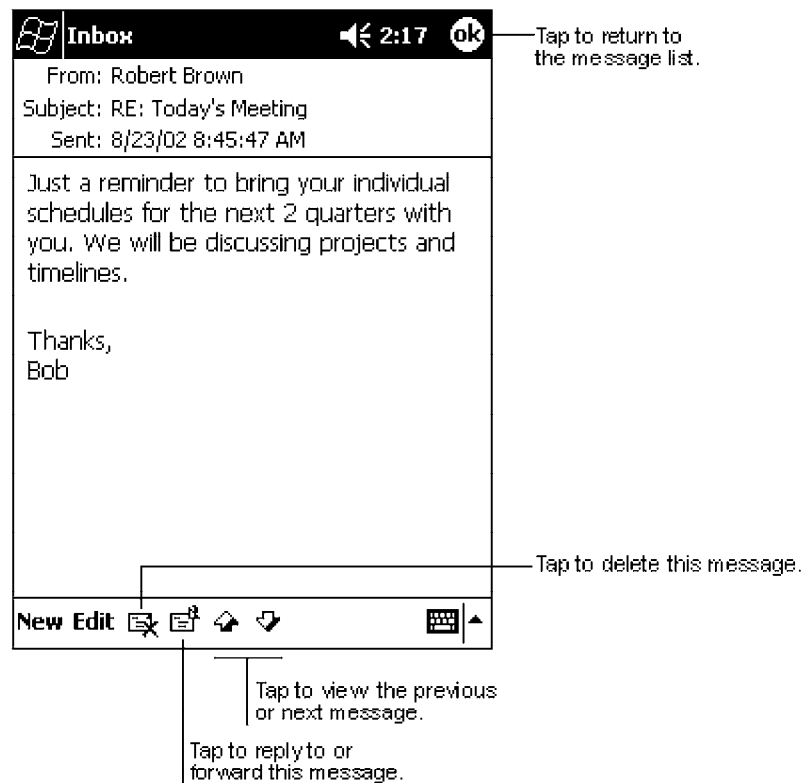 Inbox 2:17 ok
Tap to return to
the message list.
From: Robert Brown
Subject: RE: Today's Meeting
Sent: 8/23/02 8:45:47 AM
Just a reminder to bring your individual
schedules for the next 2 quarters with
you. We will be discussing projects and
timelines.
Thanks,
Bob
Tap to delete this message.
New Edit
Tap to view the previous
or next message.
Tap to reply to or
forward this message.